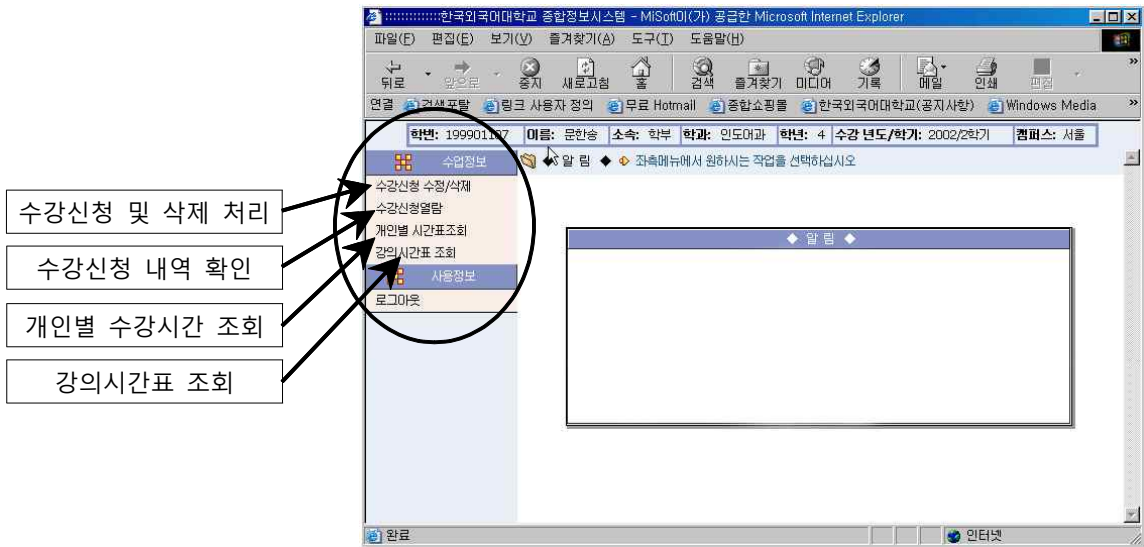 :::::::::::::한국외국어대학교 종합정보시스템 - MiSoft이(가) 공급한 Microsoft Internet Explorer
파일(F) 편집(E) 보기(V) 즐겨찾기(A) 도구(T) 도움말(H)
뒤로 앞으로 중지 새로고침 홈 검색 즐겨찾기 미디어 기록 메일 인쇄 편집 »
연결 검색포탈 링크 사용자 정의 무료 Hotmail 종합쇼핑몰 한국외국어대학교(공지사항) Windows Media »
학번: 199901107 이름: 문한송 소속: 학부 학과: 인도어과 학년: 4 수강 년도/학기: 2002/2학기 캠퍼스: 서울
수업정보
수강신청 수정/삭제
수강신청열람
개인별 시간표조회
강의시간표 조회
사용정보
로그아웃
◆ 알 림 ◆ 좌측메뉴에서 원하시는 작업을 선택하십시오
◆ 알 림 ◆
수강신청 및 삭제 처리
수강신청 내역 확인
개인별 수강시간 조회
강의시간표 조회
완료 인터넷